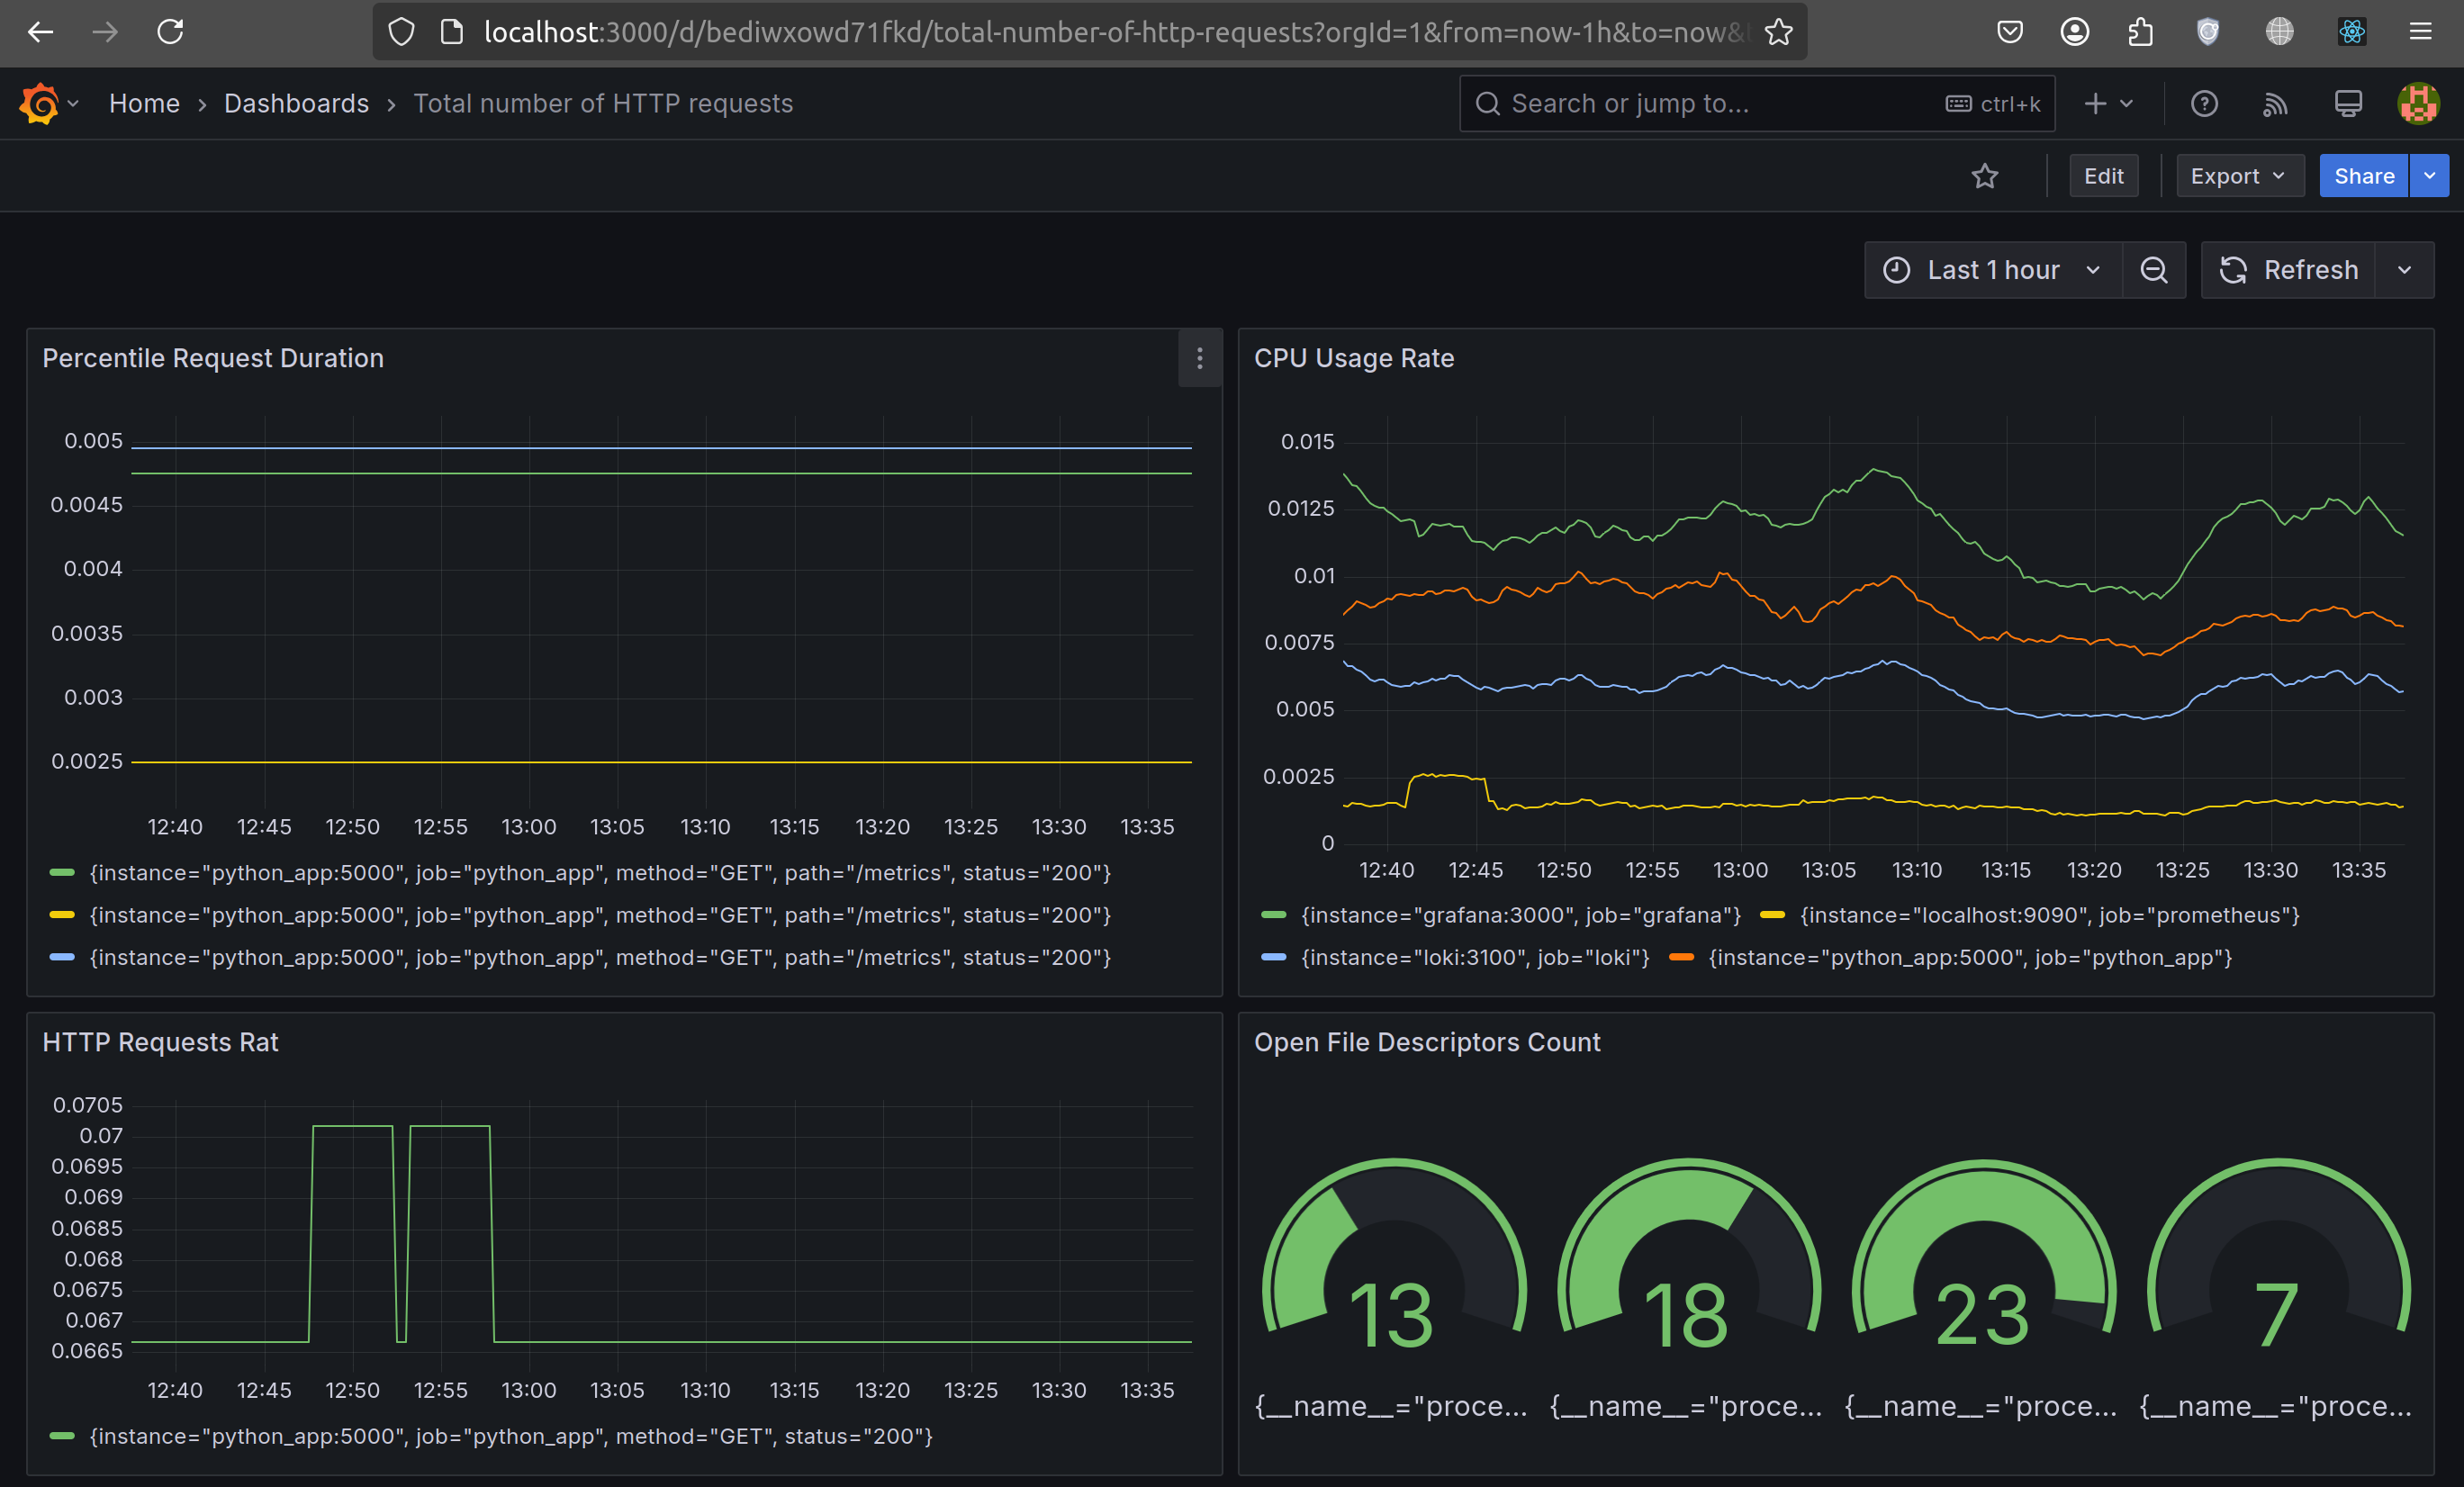 localhost:3000/d/bediwxowd71fkd/total-number-of-http-requests?orgId=1&from=now-1h&to=now&
Home › Dashboards › Total number of HTTP requests
Search or jump to...
ctrl+k
Edit
Export
Share
Last 1 hour
Refresh
Percentile Request Duration
0.005
0.0045
0.004
0.0035
0.003
0.0025
12:40 12:45 12:50 12:55 13:00 13:05 13:10 13:15 13:20 13:25 13:30 13:35
{instance="python_app:5000", job="python_app", method="GET", path="/metrics", status="200"}
{instance="python_app:5000", job="python_app", method="GET", path="/metrics", status="200"}
{instance="python_app:5000", job="python_app", method="GET", path="/metrics", status="200"}
CPU Usage Rate
0.015
0.0125
0.01
0.0075
0.005
0.0025
0
12:40 12:45 12:50 12:55 13:00 13:05 13:10 13:15 13:20 13:25 13:30 13:35
{instance="grafana:3000", job="grafana"} {instance="localhost:9090", job="prometheus"}
{instance="loki:3100", job="loki"} {instance="python_app:5000", job="python_app"}
HTTP Requests Rat
0.0705
0.07
0.0695
0.069
0.0685
0.068
0.0675
0.067
0.0665
12:40 12:45 12:50 12:55 13:00 13:05 13:10 13:15 13:20 13:25 13:30 13:35
{instance="python_app:5000", job="python_app", method="GET", status="200"}
Open File Descriptors Count
13 18 23 7
{__name__="proce... {__name__="proce... {__name__="proce... {__name__="proce...